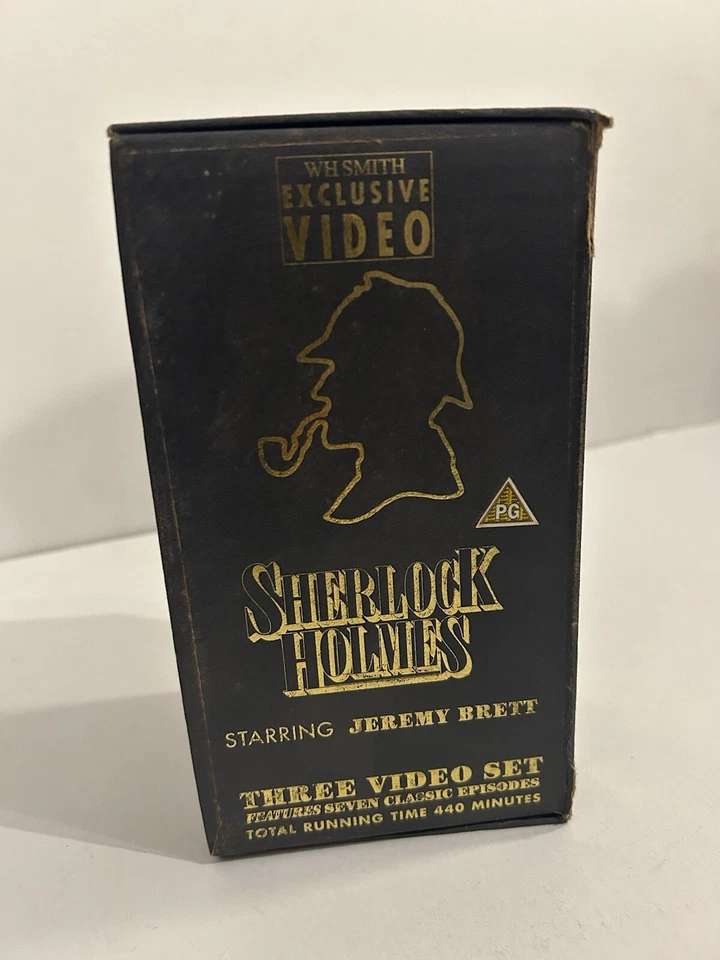 WH SMITH
EXCLUSIVE
VIDEO
PG
SHERLOCK
HOLMES
STARRING JEREMY BRETT
THREE VIDEO SET
FEATURES SEVEN CLASSIC EPISODES
TOTAL RUNNING TIME 440 MINUTES